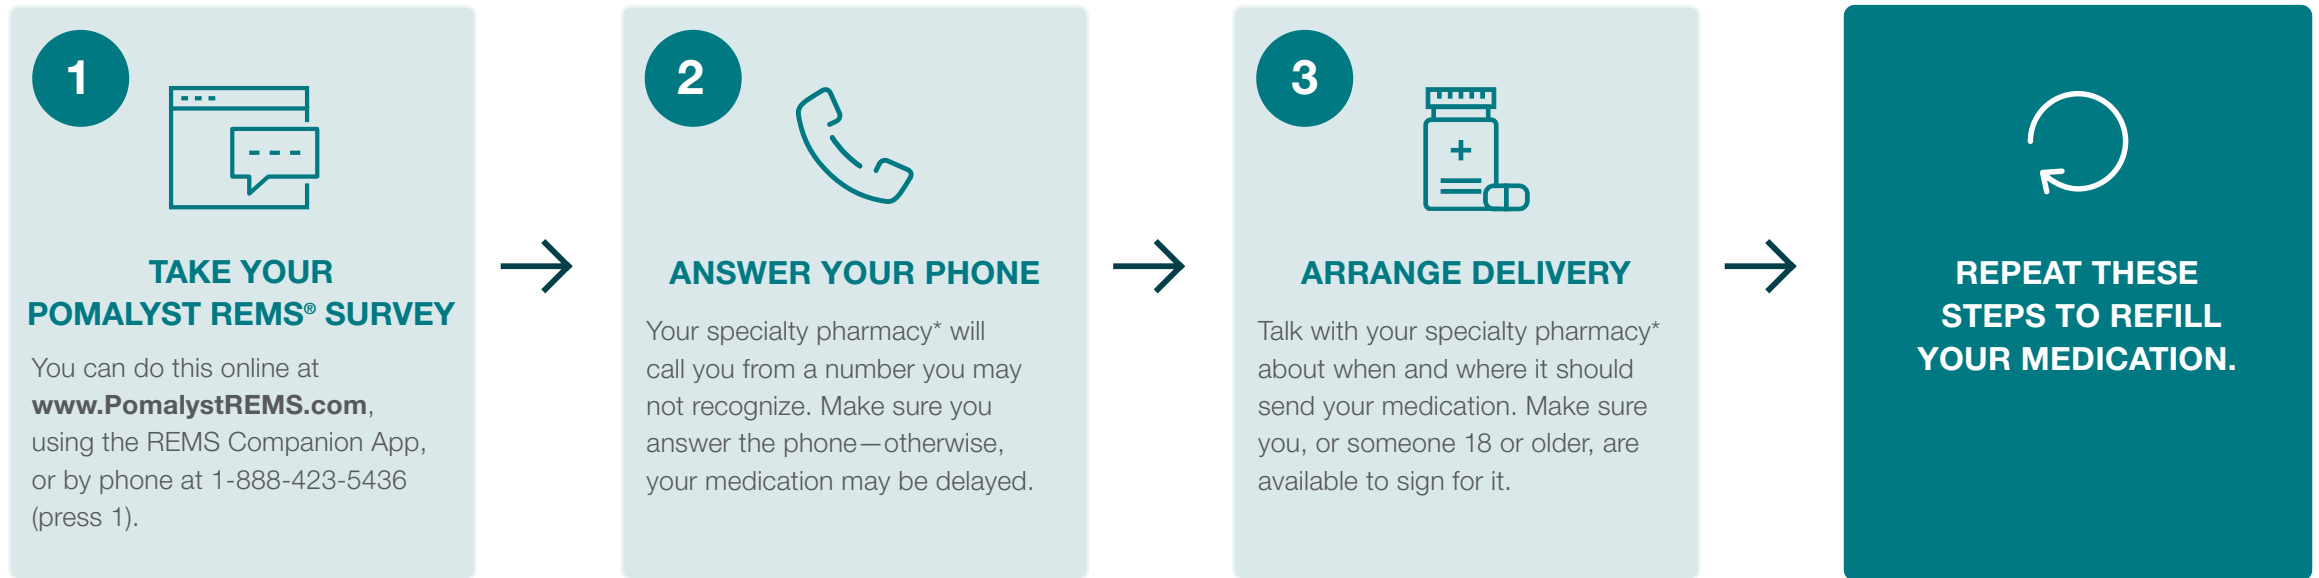 1
TAKE YOUR
POMALYST REMS® SURVEY
You can do this online at
www.PomalystREMS.com,
using the REMS Companion App,
or by phone at 1-888-423-5436
(press 1).
2
ANSWER YOUR PHONE
Your specialty pharmacy* will
call you from a number you may
not recognize. Make sure you
answer the phone—otherwise,
your medication may be delayed.
3
ARRANGE DELIVERY
Talk with your specialty pharmacy*
about when and where it should
send your medication. Make sure
you, or someone 18 or older, are
available to sign for it.
REPEAT THESE
STEPS TO REFILL
YOUR MEDICATION.